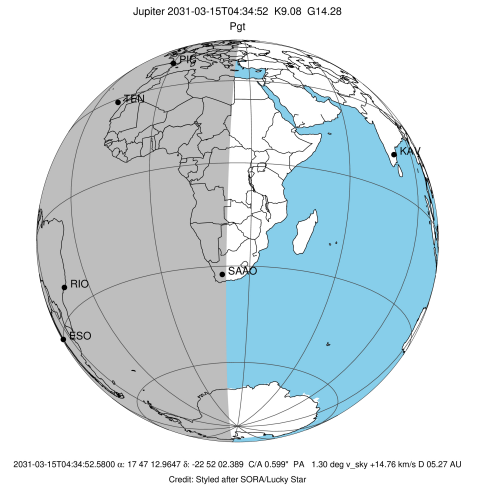 Jupiter 2031-03-15T04:34:52 K9.08 G14.28
Pgt
PIC
TEN
KAV
SAAO
RIO
ESO
2031-03-15T04:34:52.5800 α: 17 47 12.9647 δ: -22 52 02.389 C/A 0.599" PA 1.30 deg v_sky +14.76 km/s D 05.27 AU
Credit: Styled after SORA/Lucky Star